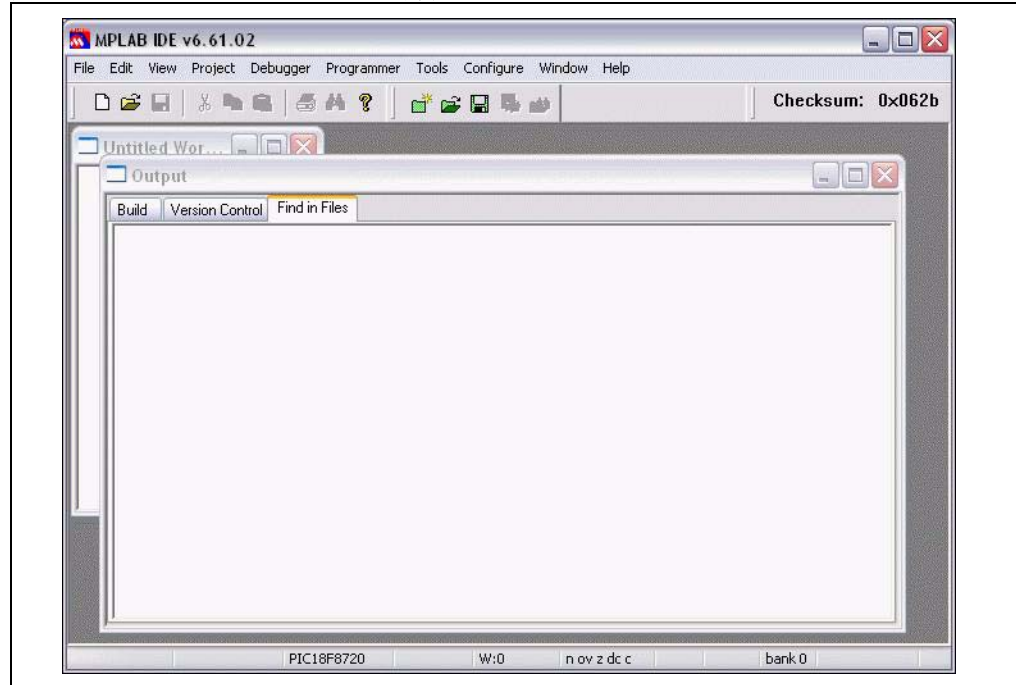 MPLAB IDE v6.61.02
File Edit View Project Debugger Programmer Tools Configure Window Help
Checksum: 0x062b
Untitled Wor...
Output
Build Version Control Find in Files
PIC18F8720 W:0 n ov z dc c bank 0